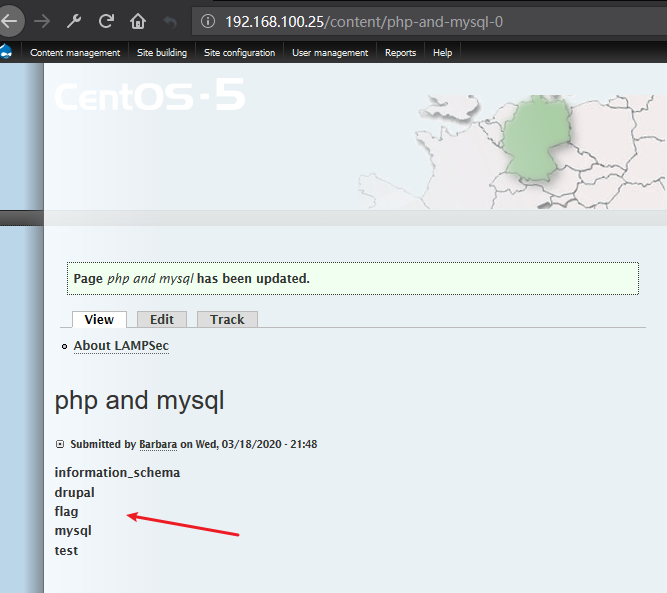 192.168.100.25/content/php-and-mysql-0
Content management Site building Site configuration User management Reports Help
CentOS - 5
Page php and mysql has been updated.
View Edit Track
About LAMPSec
php and mysql
Submitted by Barbara on Wed, 03/18/2020 - 21:48
information_schema
drupal
flag
mysql
test